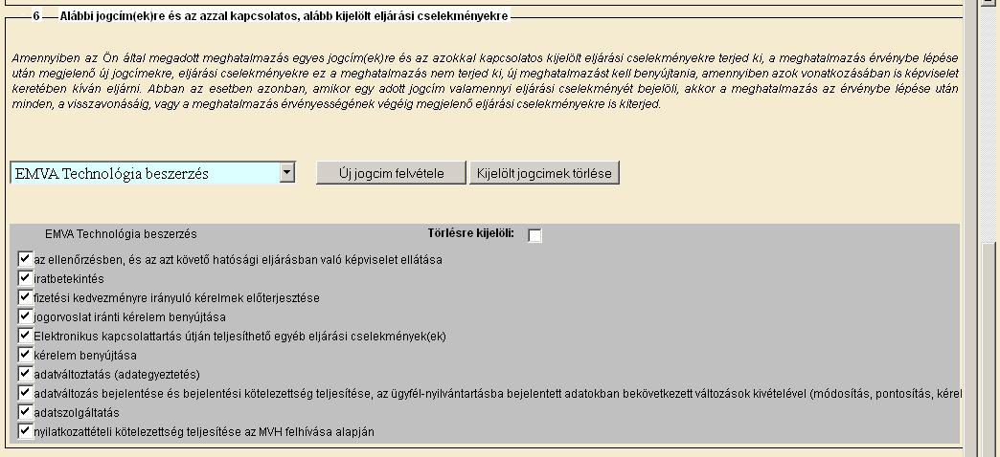 6 Alábbi jogcím(ek)re és az azzal kapcsolatos, alább kijelölt eljárási cselekményekre
Amennyiben az Ön által megadott meghatalmazás egyes jogcím(ek)re és az azokkal kapcsolatos kijelölt eljárási cselekményekre terjed ki, a meghatalmazás érvénybe lépése
után megjelenő új jogcímekre, eljárási cselekményekre ez a meghatalmazás nem terjed ki, új meghatalmazást kell benyújtania, amennyiben azok vonatkozásában is képviselet
keretében kíván eljárni. Abban az esetben azonban, amikor egy adott jogcím valamennyi eljárási cselekményét bejelöli, akkor a meghatalmazás az érvénybe lépése után
minden, a visszavonásáig, vagy a meghatalmazás érvényességének végéig megjelenő eljárási cselekményekre is kiterjed.
EMVA Technológia beszerzés Új jogcim felvétele Kijelölt jogcimek törlése
EMVA Technológia beszerzés Törlésre kijelöli:
az ellenőrzésben, és az azt követő hatósági eljárásban való képviselet ellátása
iratbetekintés
fizetési kedvezményre irányuló kérelmek előterjesztése
jogorvoslat iránti kérelem benyújtása
Elektronikus kapcsolattartás útján teljesíthető egyéb eljárási cselekmények(ek)
kérelem benyújtása
adatváltoztatás (adategyeztetés)
adatváltozás bejelentése és bejelentési kötelezettség teljesítése, az ügyfél-nyilvántartásba bejelentett adatokban bekövetkezett változások kivételével (módosítás, pontosítás, kérel
adatszolgáltatás
nyilatkozattételi kötelezettség teljesítése az MVH felhívása alapján